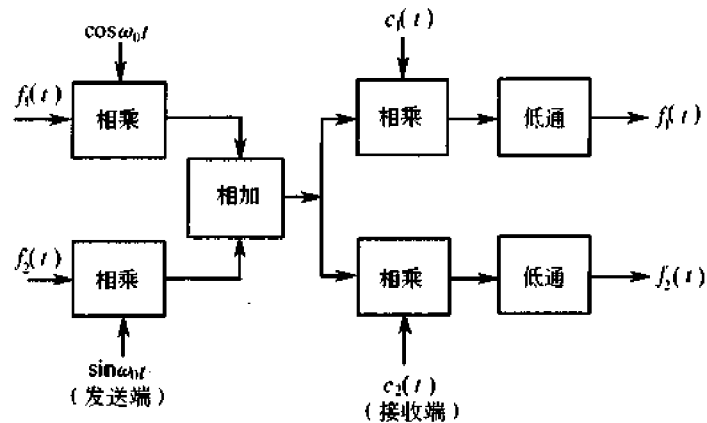 cosω₀t
c₁(t)
f₁(t)
相乘
相乘
低通
f₁(t)
相加
f₂(t)
相乘
相乘
低通
f₂(t)
sinω₀t
(发送端)
c₂(t)
(接收端)